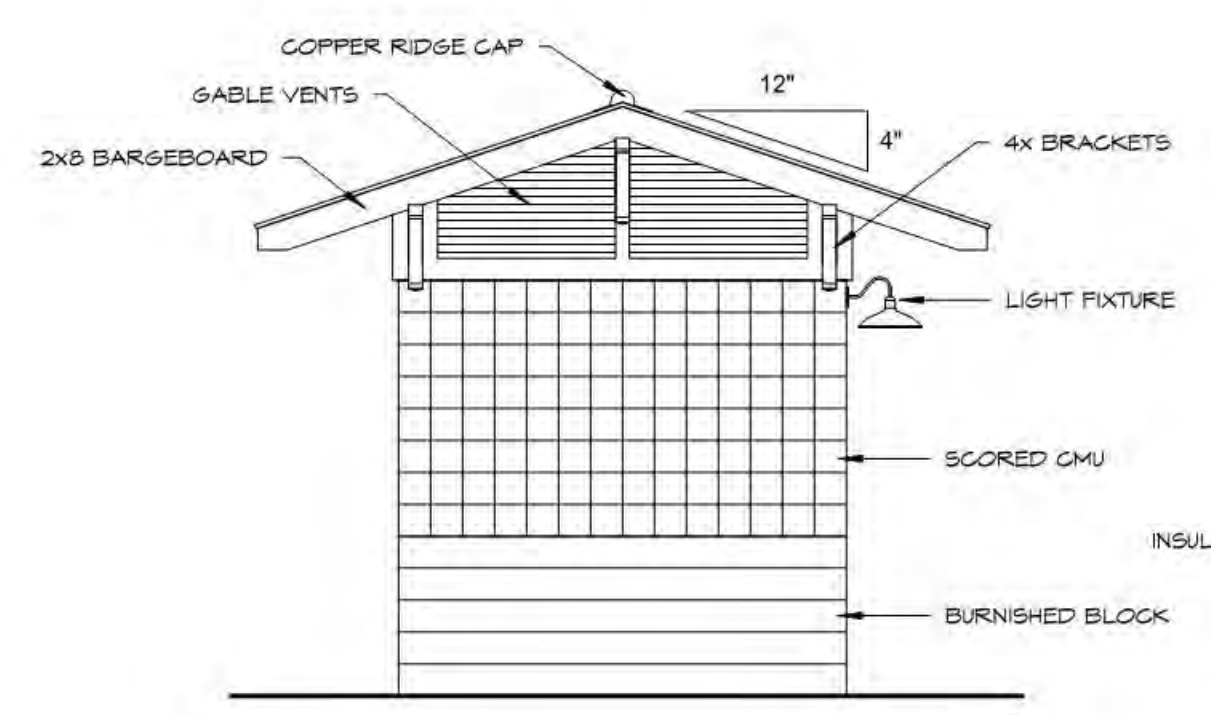 COPPER RIDGE CAP
GABLE VENTS
2x8 BARGEBOARD
12"
4"
4x BRACKETS
LIGHT FIXTURE
SCORED CMU
INSUL
BURNISHED BLOCK